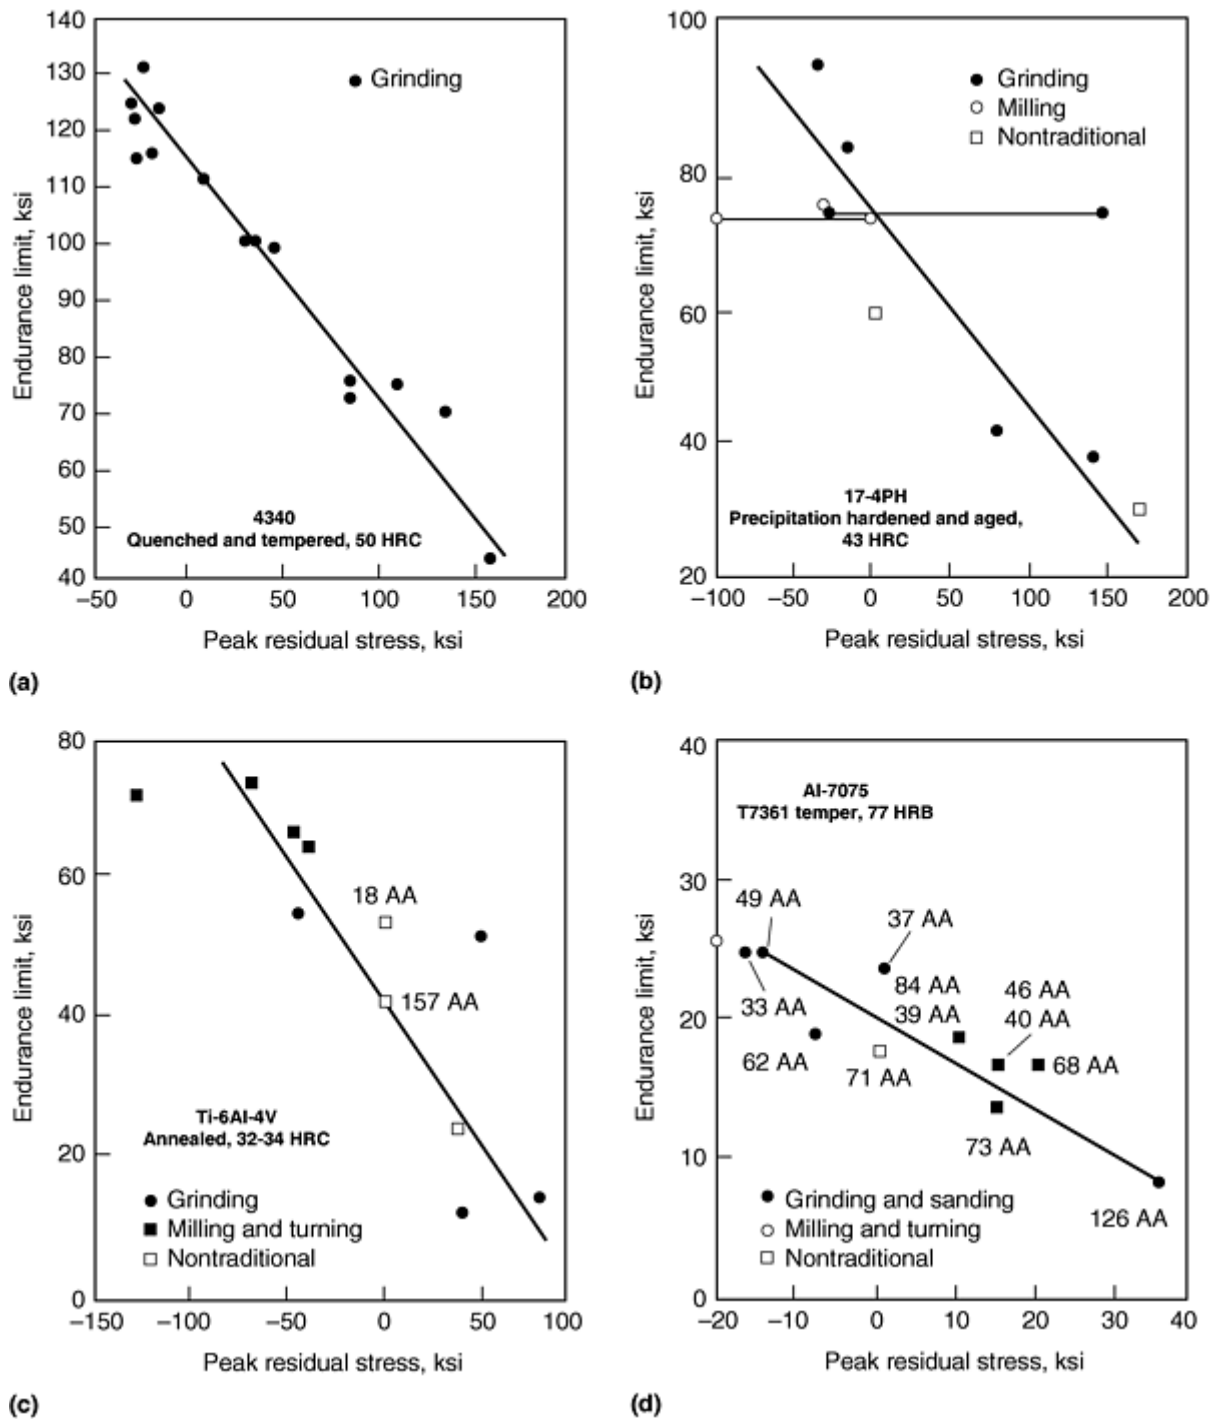 140
130
120
110
100
90
80
70
60
50
40
Endurance limit, ksi
Grinding
4340
Quenched and tempered, 50 HRC
−50 0 50 100 150 200
Peak residual stress, ksi
(a)
100
80
60
40
20
Endurance limit, ksi
Grinding
Milling
Nontraditional
17-4PH
Precipitation hardened and aged,
43 HRC
−100 −50 0 50 100 150 200
Peak residual stress, ksi
(b)
80
60
40
20
0
Endurance limit, ksi
18 AA
157 AA
Ti-6Al-4V
Annealed, 32-34 HRC
Grinding
Milling and turning
Nontraditional
−150 −100 −50 0 50 100
Peak residual stress, ksi
(c)
40
30
20
10
0
Endurance limit, ksi
Al-7075
T7361 temper, 77 HRB
49 AA
37 AA
33 AA
84 AA
39 AA
46 AA
40 AA
62 AA
71 AA
68 AA
73 AA
126 AA
Grinding and sanding
Milling and turning
Nontraditional
−20 −10 0 10 20 30 40
Peak residual stress, ksi
(d)